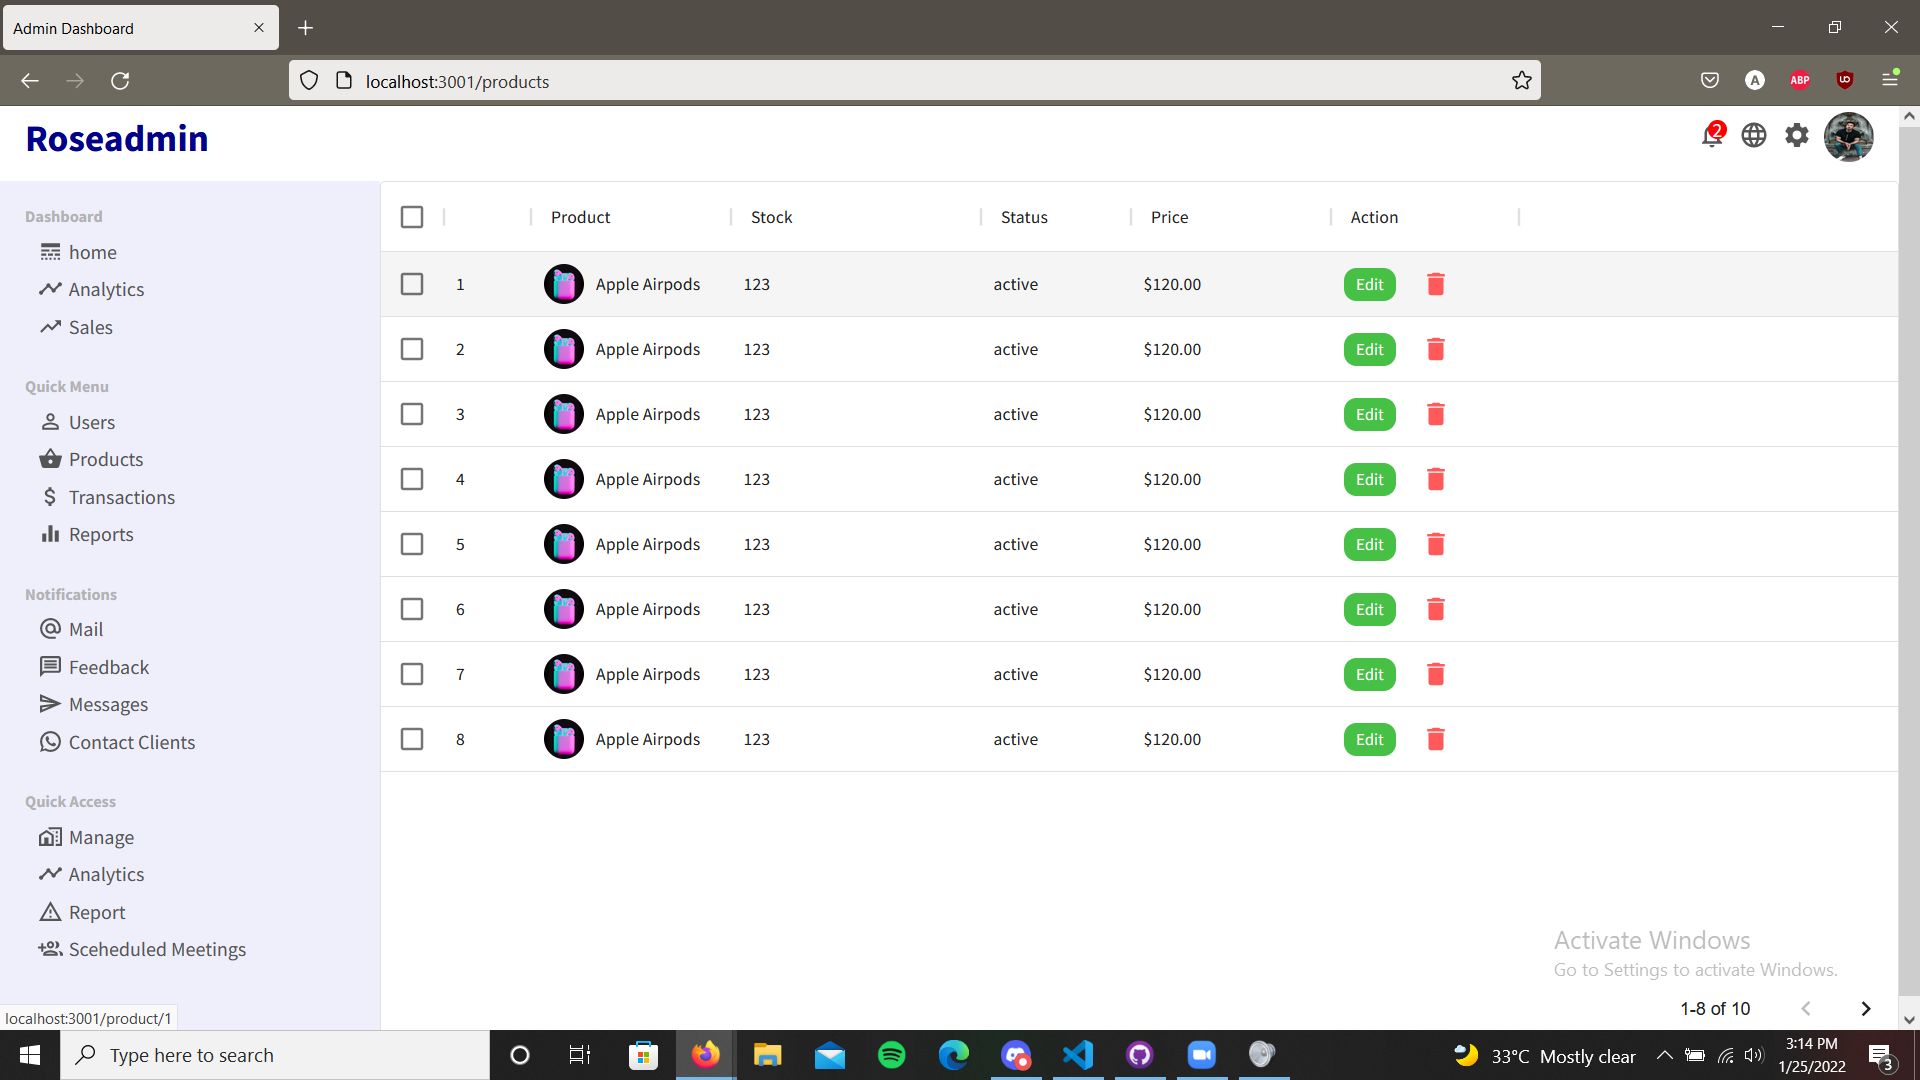 Admin Dashboard
localhost:3001/products
ABP
A
Roseadmin
2
Dashboard
home
Analytics
Sales
Quick Menu
Users
Products
Transactions
Reports
Notifications
Mail
Feedback
Messages
Contact Clients
Quick Access
Manage
Analytics
Report
Sceheduled Meetings
Product Stock Status Price Action
1 Apple Airpods 123 active $120.00 Edit
2 Apple Airpods 123 active $120.00 Edit
3 Apple Airpods 123 active $120.00 Edit
4 Apple Airpods 123 active $120.00 Edit
5 Apple Airpods 123 active $120.00 Edit
6 Apple Airpods 123 active $120.00 Edit
7 Apple Airpods 123 active $120.00 Edit
8 Apple Airpods 123 active $120.00 Edit
Activate Windows
Go to Settings to activate Windows.
1-8 of 10
localhost:3001/product/1
Type here to search
33°C Mostly clear
3:14 PM
1/25/2022
3